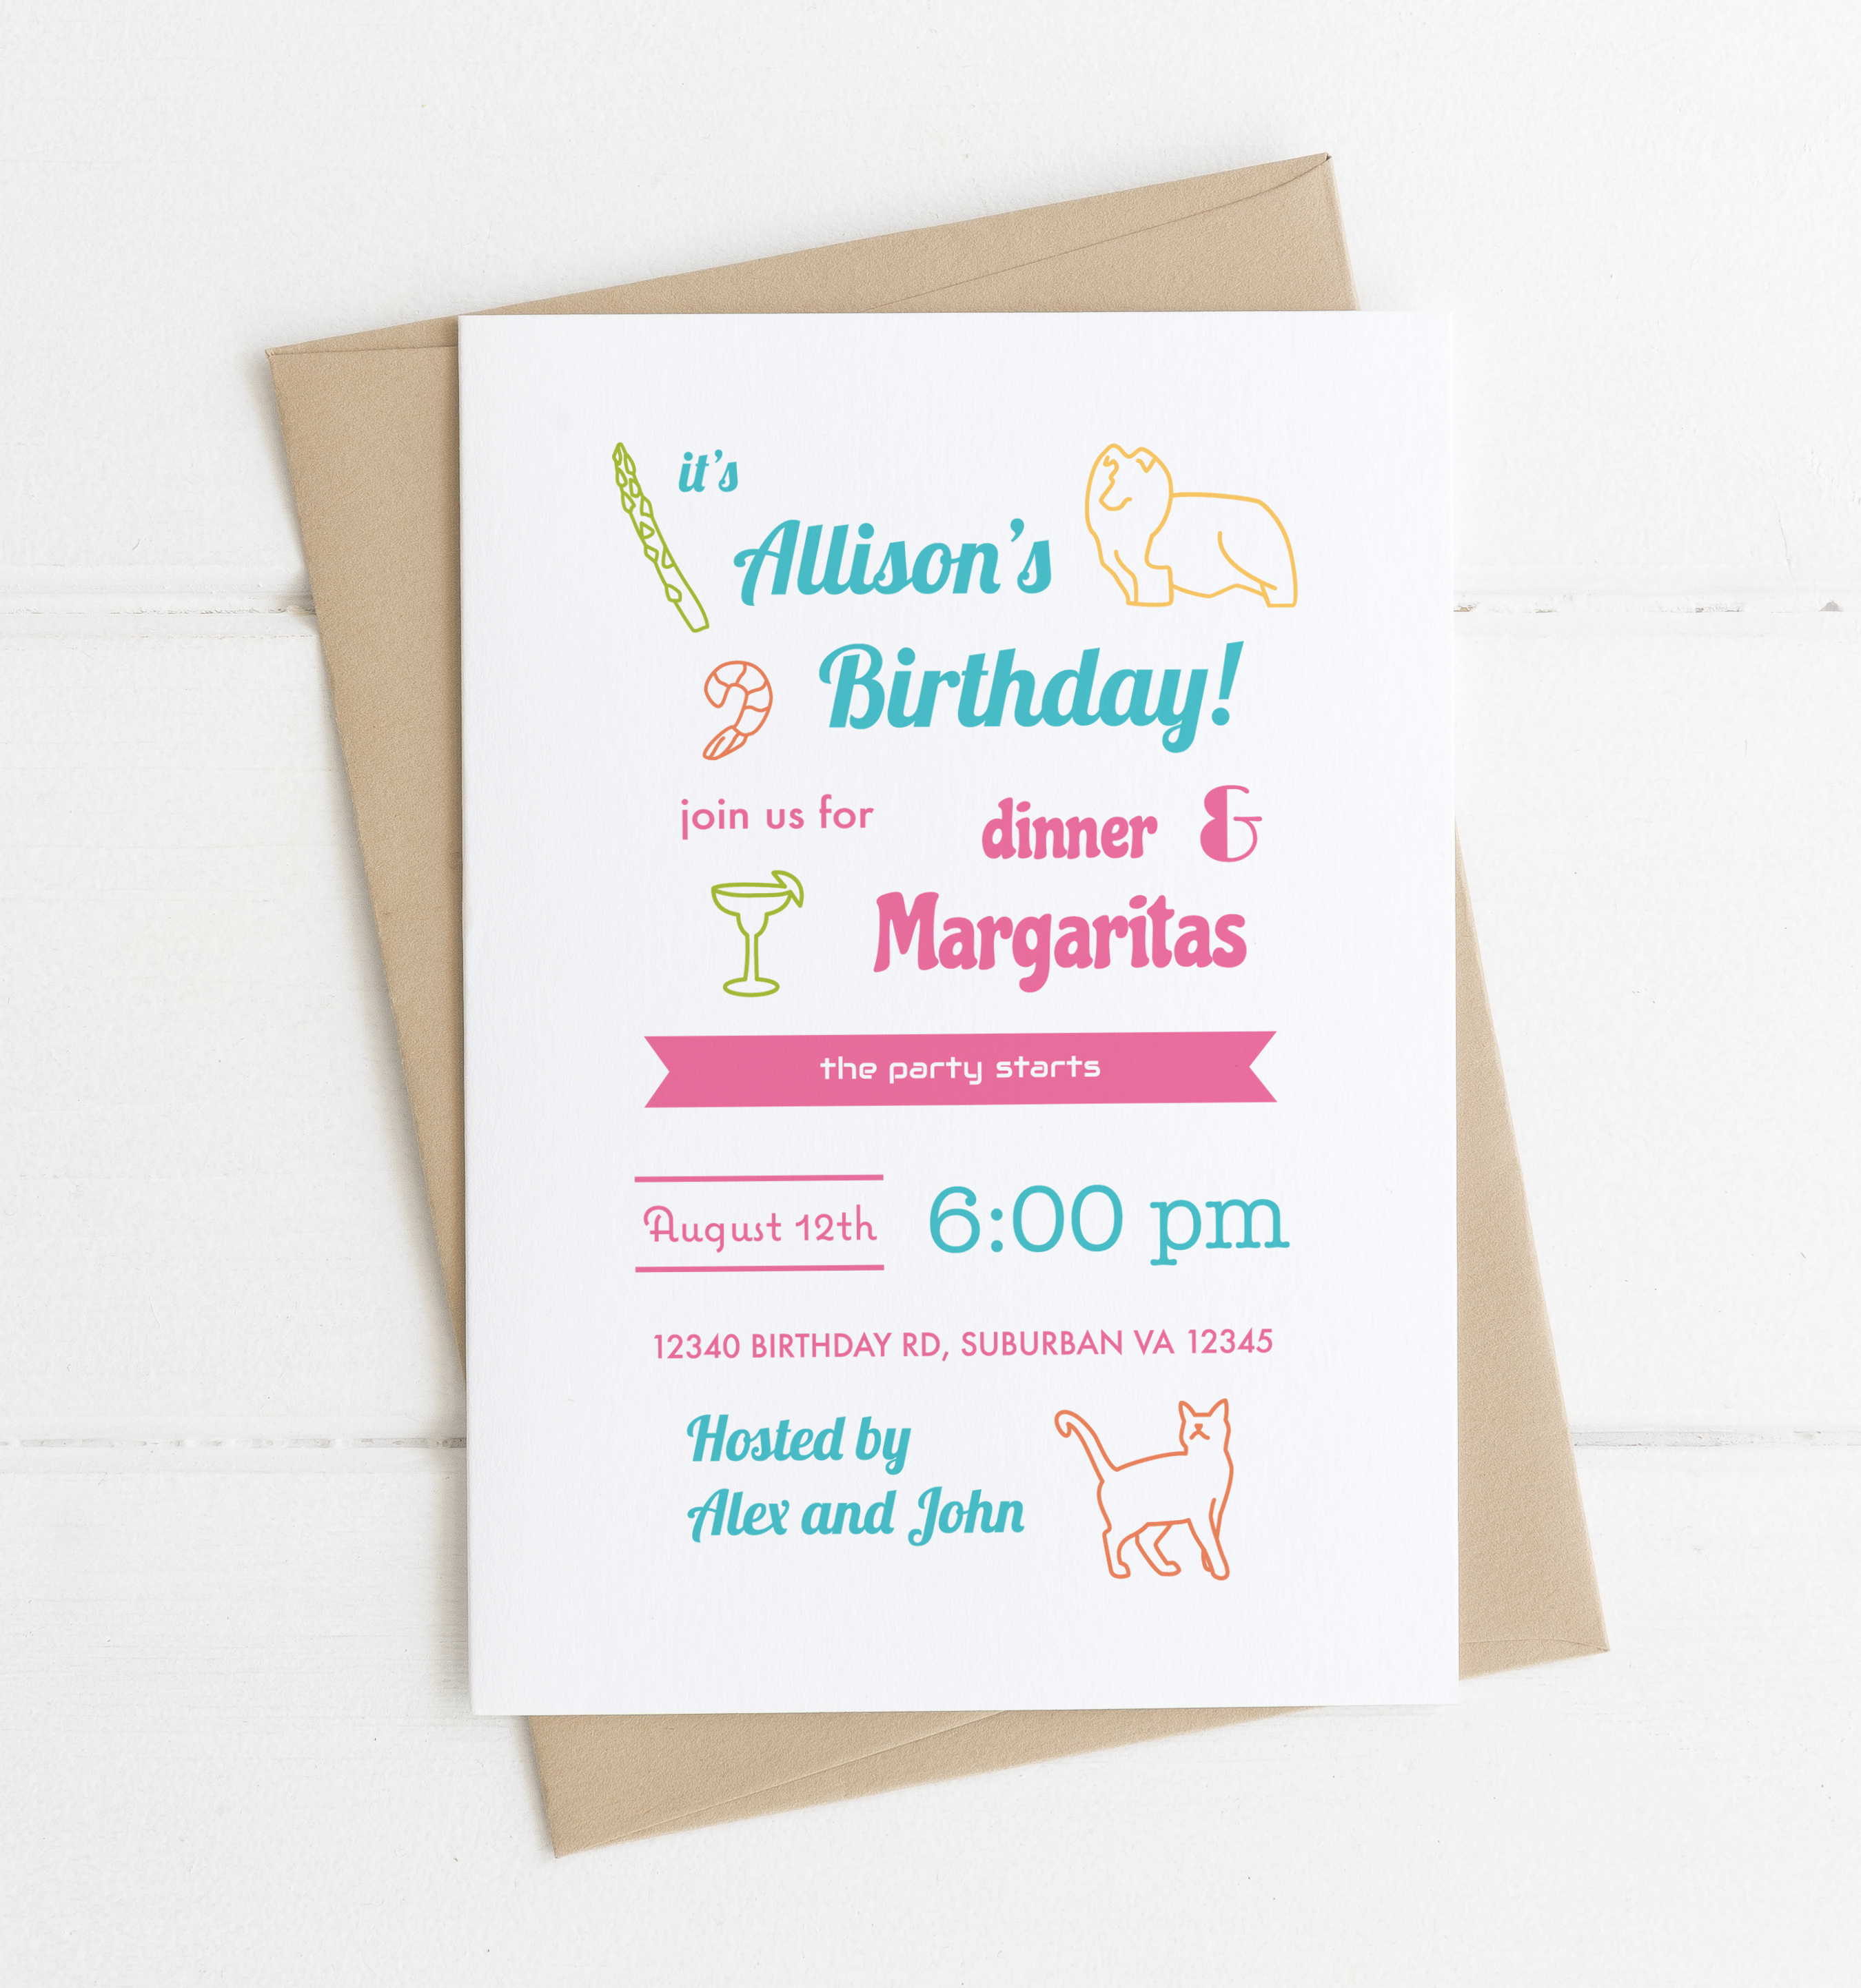 it's
Allison's
Birthday!
join us for
dinner &
Margaritas
the party starts
August 12th
6:00 pm
12340 BIRTHDAY RD, SUBURBAN VA 12345
Hosted by
Alex and John